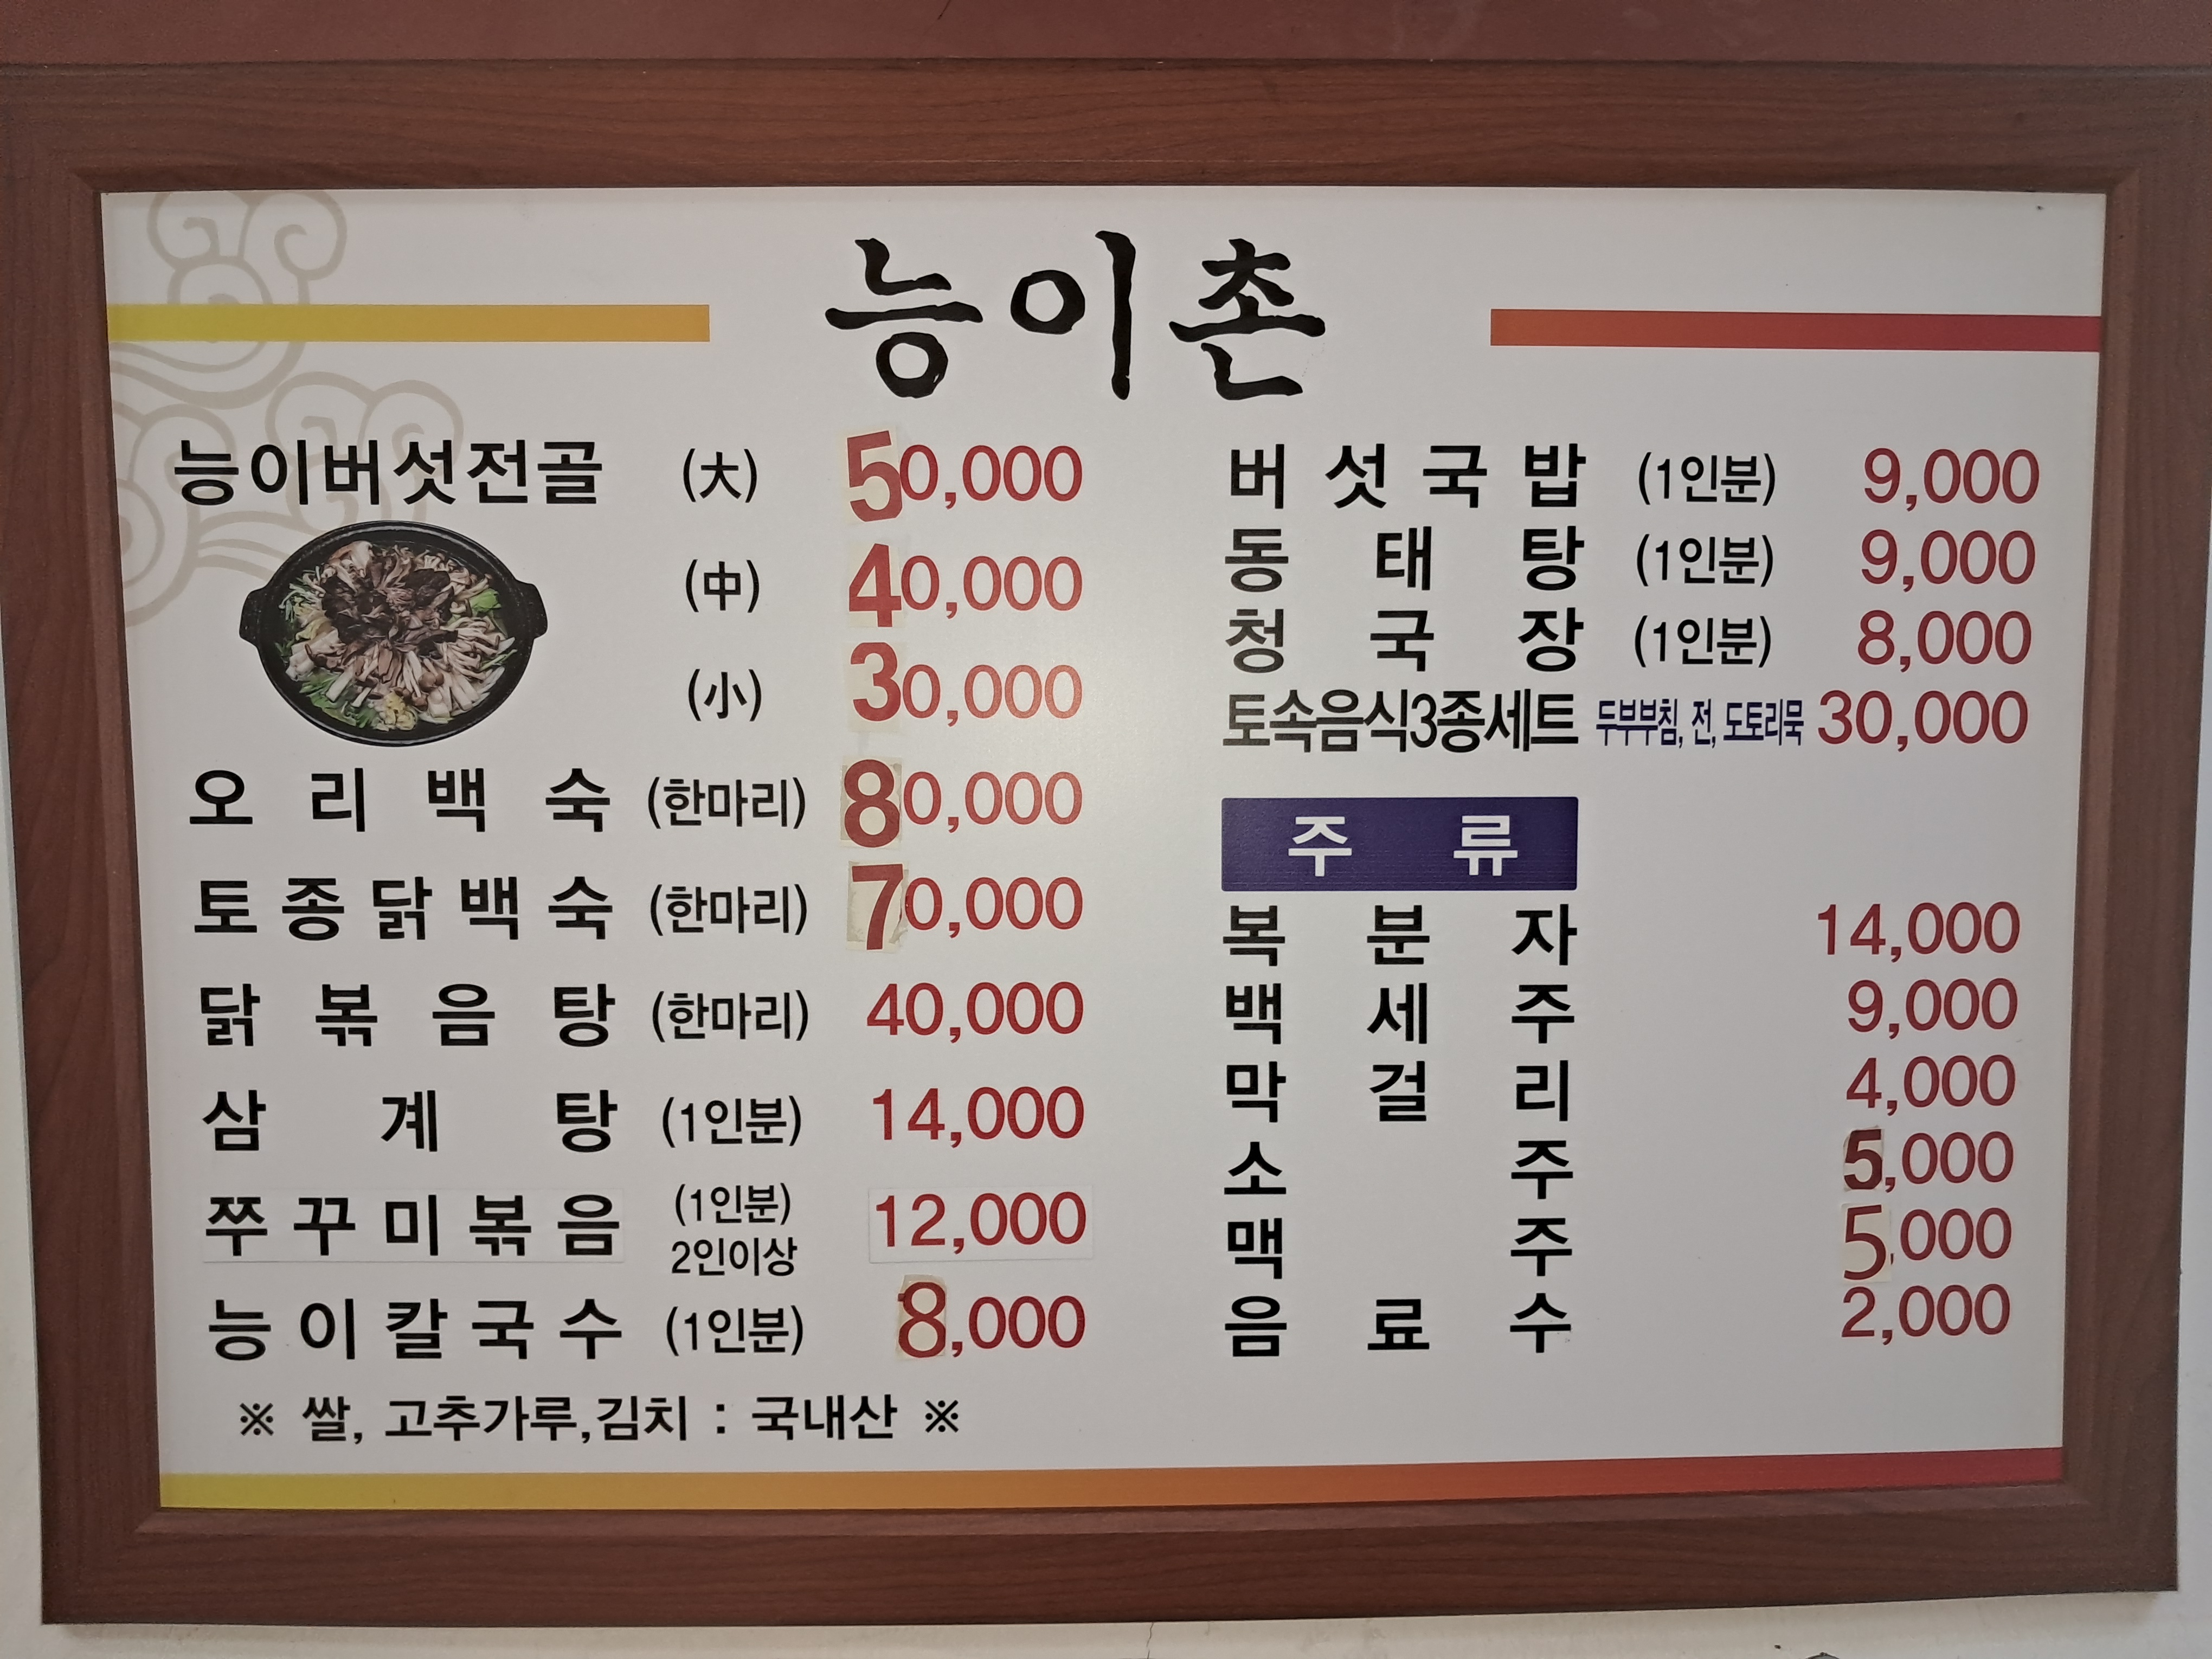 능이촌
능이버섯전골 (大) 50,000
(中) 40,000
(小) 30,000
오리백숙 (한마리) 80,000
토종닭백숙 (한마리) 70,000
닭볶음탕 (한마리) 40,000
삼계탕 (1인분) 14,000
쭈꾸미볶음 (1인분) 2인이상 12,000
능이칼국수 (1인분) 8,000
※ 쌀, 고추가루,김치 : 국내산 ※
버섯국밥 (1인분) 9,000
동태탕 (1인분) 9,000
청국장 (1인분) 8,000
토속음식3종세트 두부부침, 전, 도토리묵 30,000
주류
복분자 14,000
백세주 9,000
막걸리 4,000
소주 5,000
맥주 5,000
음료수 2,000